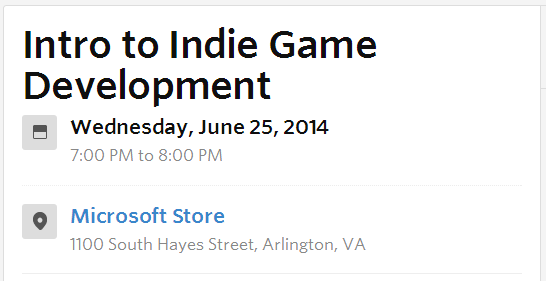 Intro to Indie Game
Development
Wednesday, June 25, 2014
7:00 PM to 8:00 PM
Microsoft Store
1100 South Hayes Street, Arlington, VA